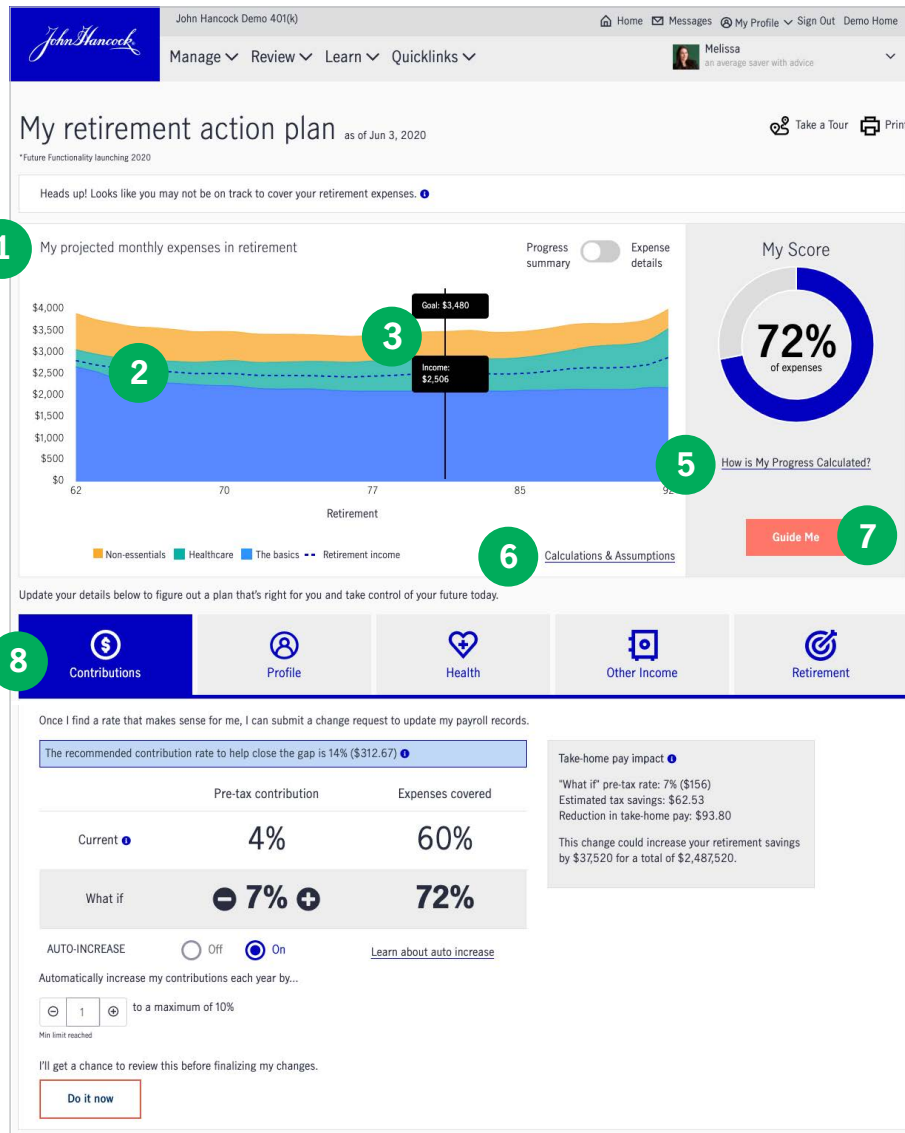 John Hancock Demo 401(k)
Home Messages My Profile Sign Out Demo Home
John Hancock.
Manage Review Learn Quicklinks
Melissa
an average saver with advice
My retirement action plan as of Jun 3, 2020
Take a Tour Print
*Future Functionality launching 2020
Heads up! Looks like you may not be on track to cover your retirement expenses.
1
My projected monthly expenses in retirement
Progress summary
Expense details
My Score
$4,000
$3,500
$3,000
$2,500
$2,000
$1,500
$1,000
$500
$0
Goal: $3,480
3
2
Income:
$2,506
72%
of expenses
5
How is My Progress Calculated?
62 70 77 85 92
Retirement
Non-essentials Healthcare The basics Retirement income
6
Calculations & Assumptions
Guide Me
7
Update your details below to figure out a plan that's right for you and take control of your future today.
8
Contributions Profile Health Other Income Retirement
Once I find a rate that makes sense for me, I can submit a change request to update my payroll records.
The recommended contribution rate to help close the gap is 14% ($312.67)
Pre-tax contribution Expenses covered
Current 4% 60%
What if 7% 72%
AUTO-INCREASE Off On Learn about auto increase
Automatically increase my contributions each year by...
1 to a maximum of 10%
Min limit reached
I'll get a chance to review this before finalizing my changes.
Do it now
Take-home pay impact
"What if" pre-tax rate: 7% ($156)
Estimated tax savings: $62.53
Reduction in take-home pay: $93.80
This change could increase your retirement savings
by $37,520 for a total of $2,487,520.